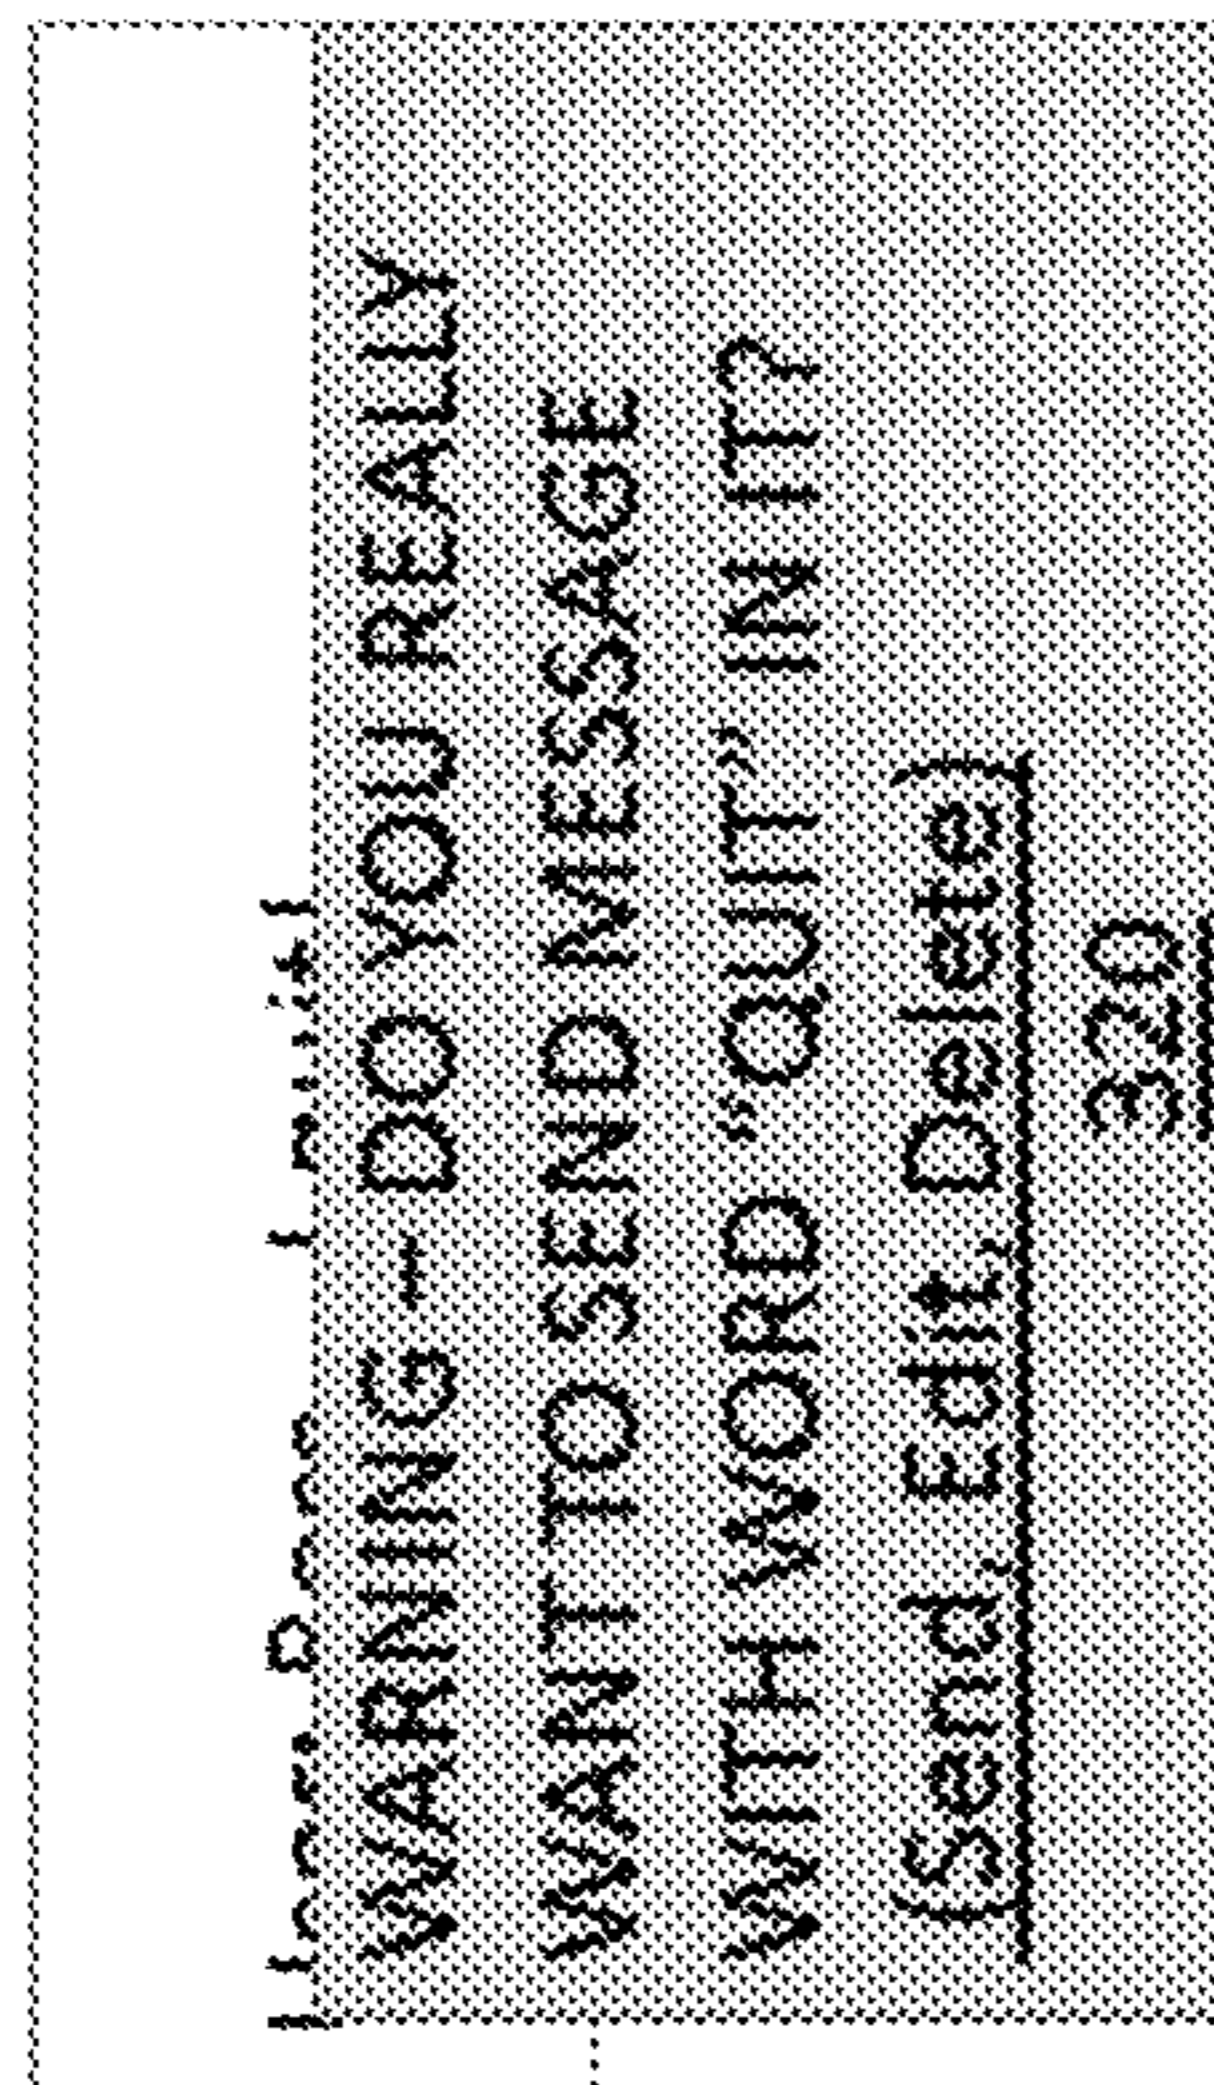 WARNING – DO YOU REALLY
WANT TO SEND MESSAGE
WITH WORD “QUIT” IN IT?
(Send, Edit, Delete)
320